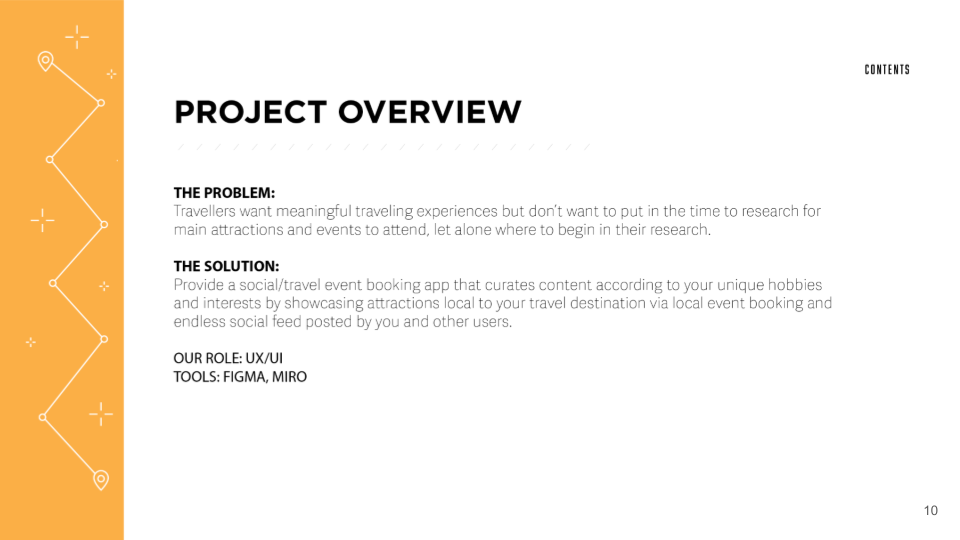 CONTENTS
PROJECT OVERVIEW
THE PROBLEM:
Travellers want meaningful traveling experiences but don't want to put in the time to research for
main attractions and events to attend, let alone where to begin in their research.
THE SOLUTION:
Provide a social/travel event booking app that curates content according to your unique hobbies
and interests by showcasing attractions local to your travel destination via local event booking and
endless social feed posted by you and other users.
OUR ROLE: UX/UI
TOOLS: FIGMA, MIRO
10